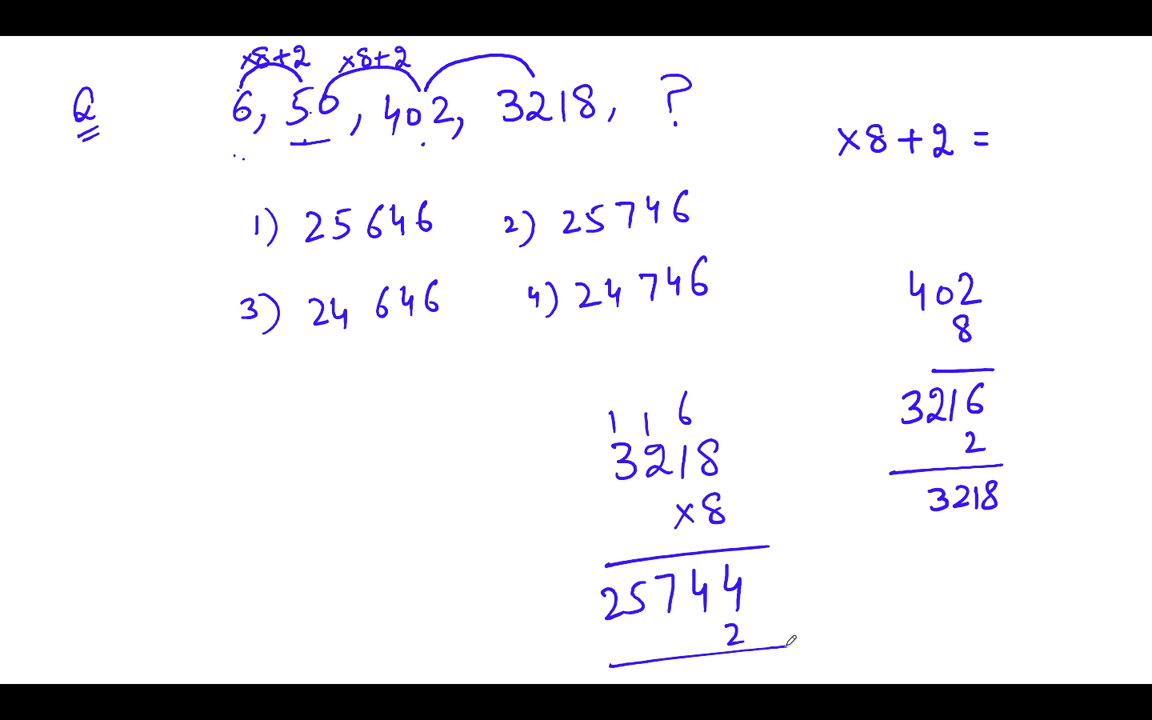 ×8+2 ×8+2
Q 6, 50, 402, 3218, ?
×8+2 =
1) 25646 2) 25746
3) 24646 4) 24746
402
8
3216
2
3218
1 1 6
3218
×8
25744
2